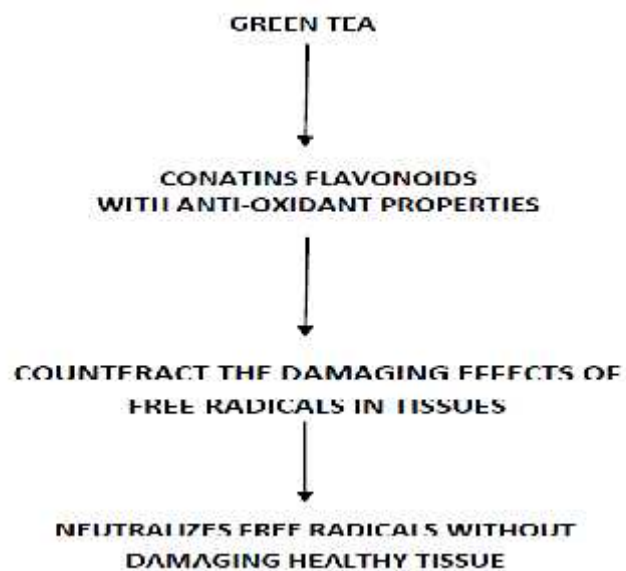 GREEN TEA
CONATINS FLAVONOIDS
WITH ANTI-OXIDANT PROPERTIES
COUNTERACT THE DAMAGING EFFECTS OF
FREE RADICALS IN TISSUES
NEUTRALIZES FREE RADICALS WITHOUT
DAMAGING HEALTHY TISSUE